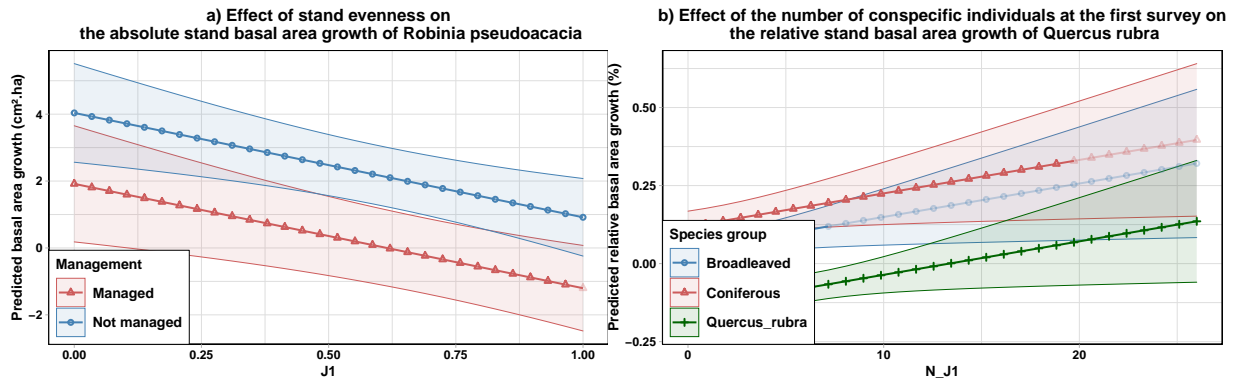 a) Effect of stand evenness on
the absolute stand basal area growth of Robinia pseudoacacia
Predicted basal area growth (cm².ha)
4
2
0
−2
Management
Managed
Not managed
0.00
0.25
0.50
0.75
1.00
J1
b) Effect of the number of conspecific individuals at the first survey on
the relative stand basal area growth of Quercus rubra
Predicted relative basal area growth (%)
0.50
0.25
0.00
−0.25
Species group
Broadleaved
Coniferous
Quercus_rubra
0
10
20
N_J1